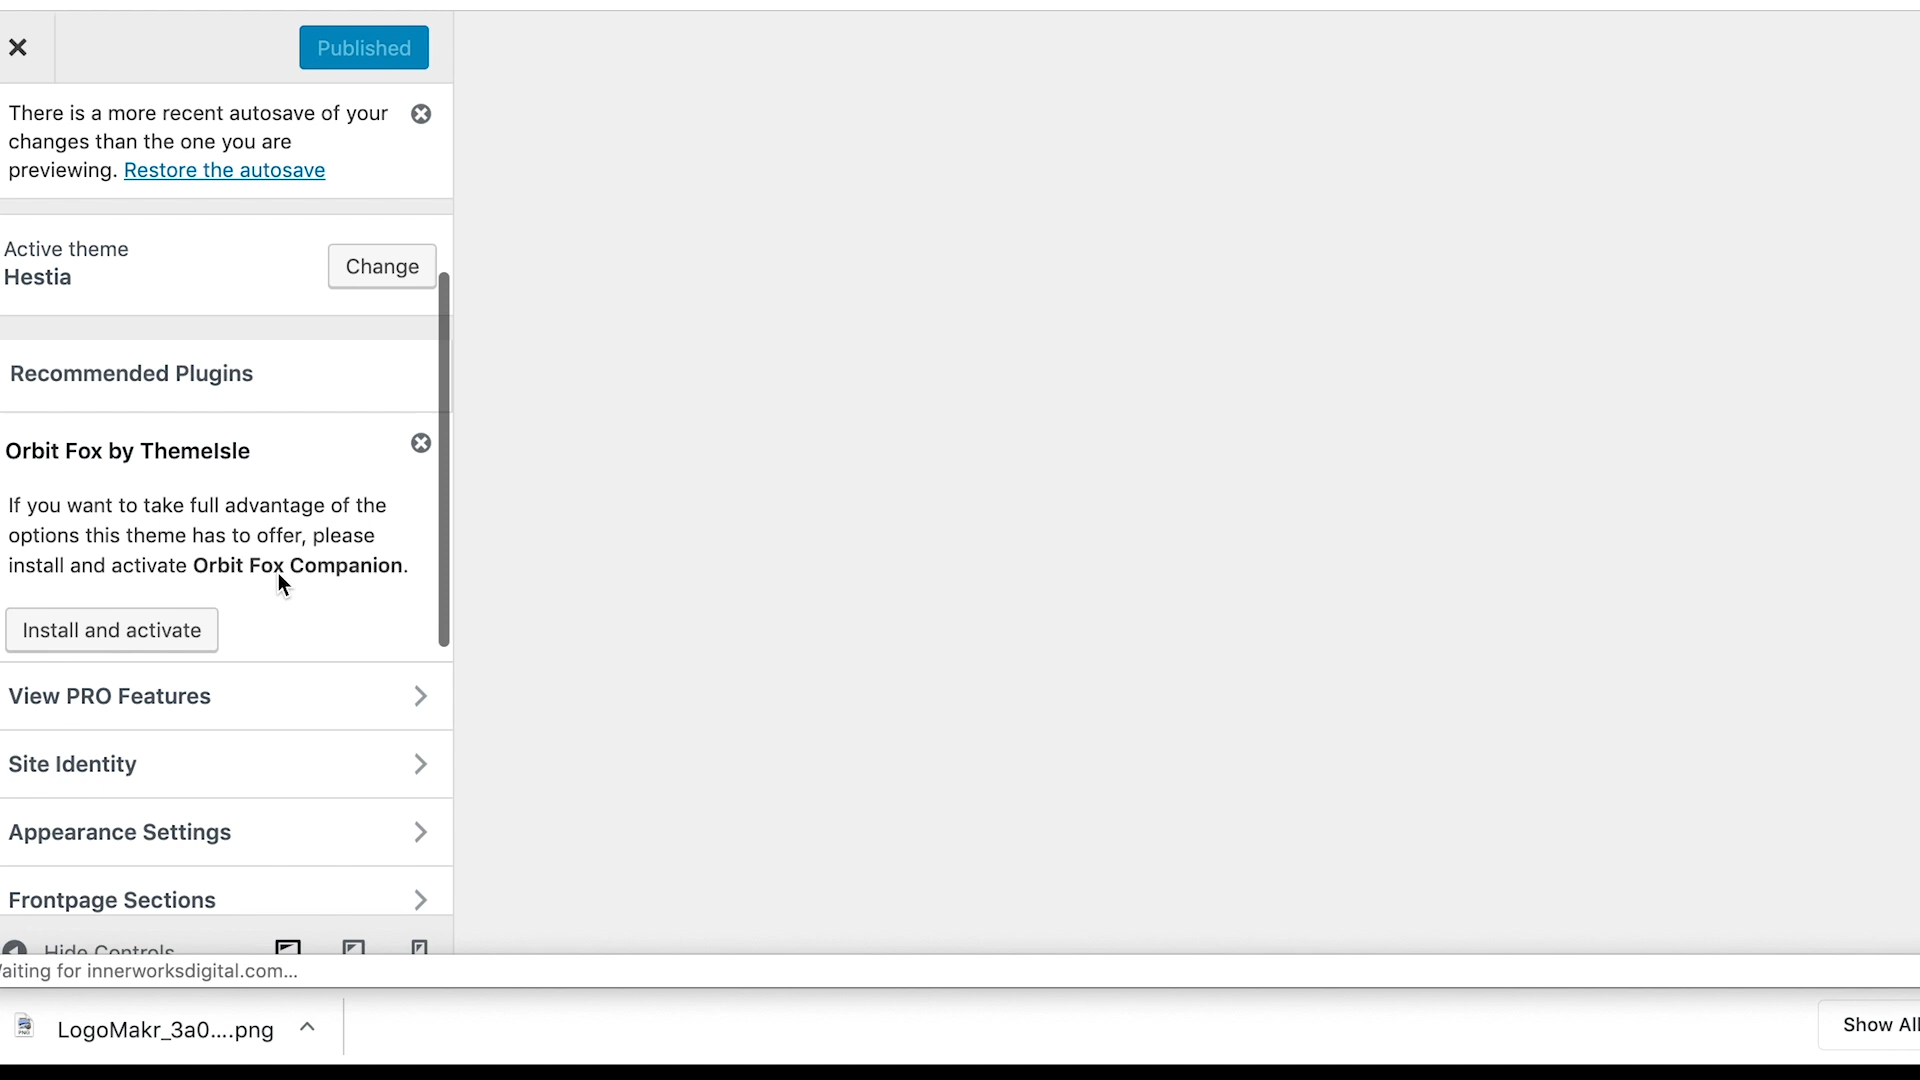 Published
There is a more recent autosave of your
changes than the one you are
previewing. Restore the autosave
Active theme
Hestia
Change
Recommended Plugins
Orbit Fox by ThemeIsle
If you want to take full advantage of the
options this theme has to offer, please
install and activate Orbit Fox Companion.
Install and activate
View PRO Features
Site Identity
Appearance Settings
Frontpage Sections
Hide Controls
aiting for innerworksdigital.com...
LogoMakr_3a0....png
Show All